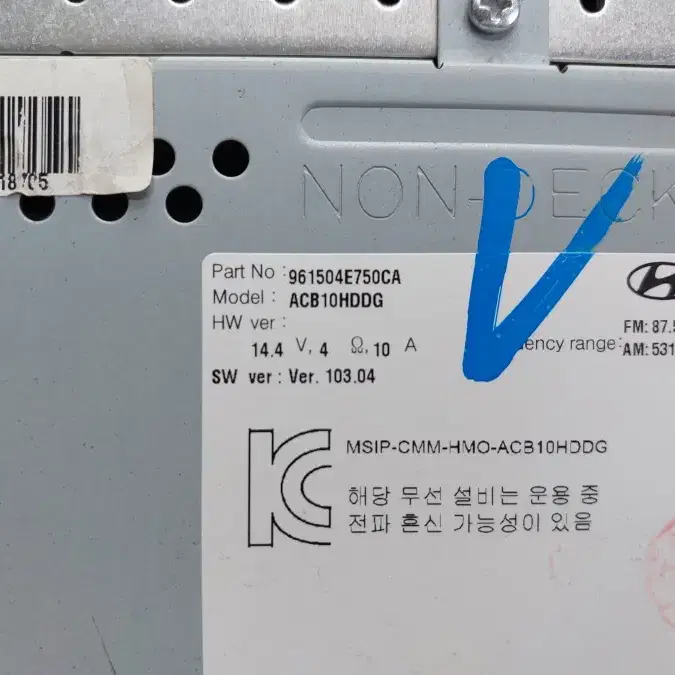 18705
NON-DECK
Part No : 961504E750CA
Model : ACB10HDDG
HW ver :
14.4 V, 4 Ω, 10 A
SW ver : Ver. 103.04
FM: 87.5
ency range: AM: 531
MSIP-CMM-HMO-ACB10HDDG
해당 무선 설비는 운용 중
전파 혼신 가능성이 있음